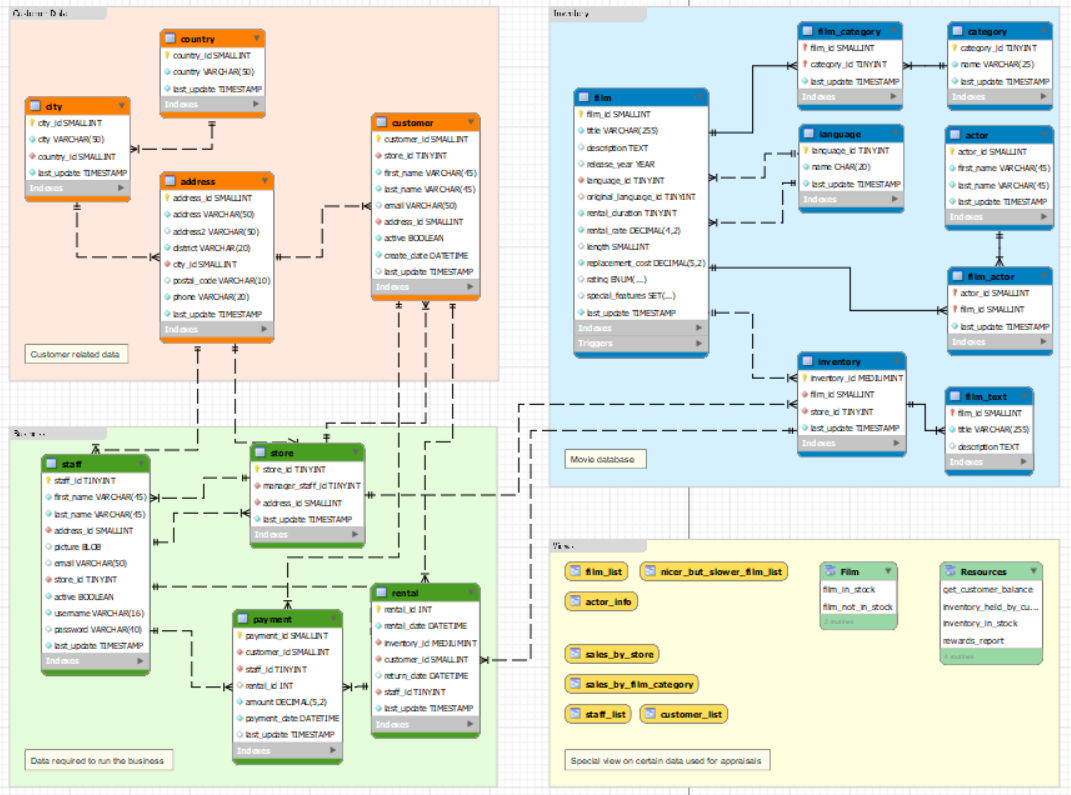 Customer Data
country
country_id SMALLINT
country VARCHAR(50)
last_update TIMESTAMP
Indexes
city
city_id SMALLINT
city VARCHAR(50)
country_id SMALLINT
last_update TIMESTAMP
Indexes
address
address_id SMALLINT
address VARCHAR(50)
address2 VARCHAR(50)
district VARCHAR(20)
city_id SMALLINT
postal_code VARCHAR(10)
phone VARCHAR(20)
last_update TIMESTAMP
Indexes
customer
customer_id SMALLINT
store_id TINYINT
first_name VARCHAR(45)
last_name VARCHAR(45)
email VARCHAR(50)
address_id SMALLINT
active BOOLEAN
create_date DATETIME
last_update TIMESTAMP
Indexes
Customer related data
Inventory
film
film_id SMALLINT
title VARCHAR(255)
description TEXT
release_year YEAR
language_id TINYINT
original_language_id TINYINT
rental_duration TINYINT
rental_rate DECIMAL(4,2)
length SMALLINT
replacement_cost DECIMAL(5,2)
rating ENUM(...)
special_features SET(...)
last_update TIMESTAMP
Indexes
Triggers
film_category
film_id SMALLINT
category_id TINYINT
last_update TIMESTAMP
Indexes
category
category_id TINYINT
name VARCHAR(25)
last_update TIMESTAMP
Indexes
language
language_id TINYINT
name CHAR(20)
last_update TIMESTAMP
Indexes
actor
actor_id SMALLINT
first_name VARCHAR(45)
last_name VARCHAR(45)
last_update TIMESTAMP
Indexes
film_actor
actor_id SMALLINT
film_id SMALLINT
last_update TIMESTAMP
Indexes
inventory
inventory_id MEDIUMINT
film_id SMALLINT
store_id TINYINT
last_update TIMESTAMP
Indexes
film_text
film_id SMALLINT
title VARCHAR(255)
description TEXT
Indexes
Movie database
Business
staff
staff_id TINYINT
first_name VARCHAR(45)
last_name VARCHAR(45)
address_id SMALLINT
picture BLOB
email VARCHAR(50)
store_id TINYINT
active BOOLEAN
username VARCHAR(16)
password VARCHAR(40)
last_update TIMESTAMP
Indexes
store
store_id TINYINT
manager_staff_id TINYINT
address_id SMALLINT
last_update TIMESTAMP
Indexes
payment
payment_id SMALLINT
customer_id SMALLINT
staff_id TINYINT
rental_id INT
amount DECIMAL(5,2)
payment_date DATETIME
last_update TIMESTAMP
Indexes
rental
rental_id INT
rental_date DATETIME
inventory_id MEDIUMINT
customer_id SMALLINT
return_date DATETIME
staff_id TINYINT
last_update TIMESTAMP
Indexes
Data required to run the business
Views
film_list
nicer_but_slower_film_list
actor_info
sales_by_store
sales_by_film_category
staff_list
customer_list
Film
film_in_stock
film_not_in_stock
2 routines
Resources
get_customer_balance
inventory_held_by_cu...
inventory_in_stock
rewards_report
4 routines
Special view on certain data used for appraisals